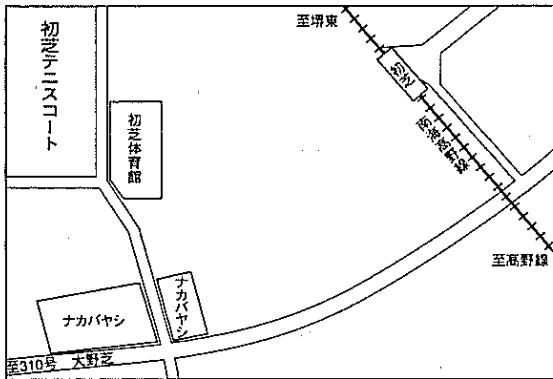 至堺東
初芝テニスコート
初芝
初芝体育館
南海高野線
至高野線
ナカバヤシ
ナカバヤシ
至310号 大野芝